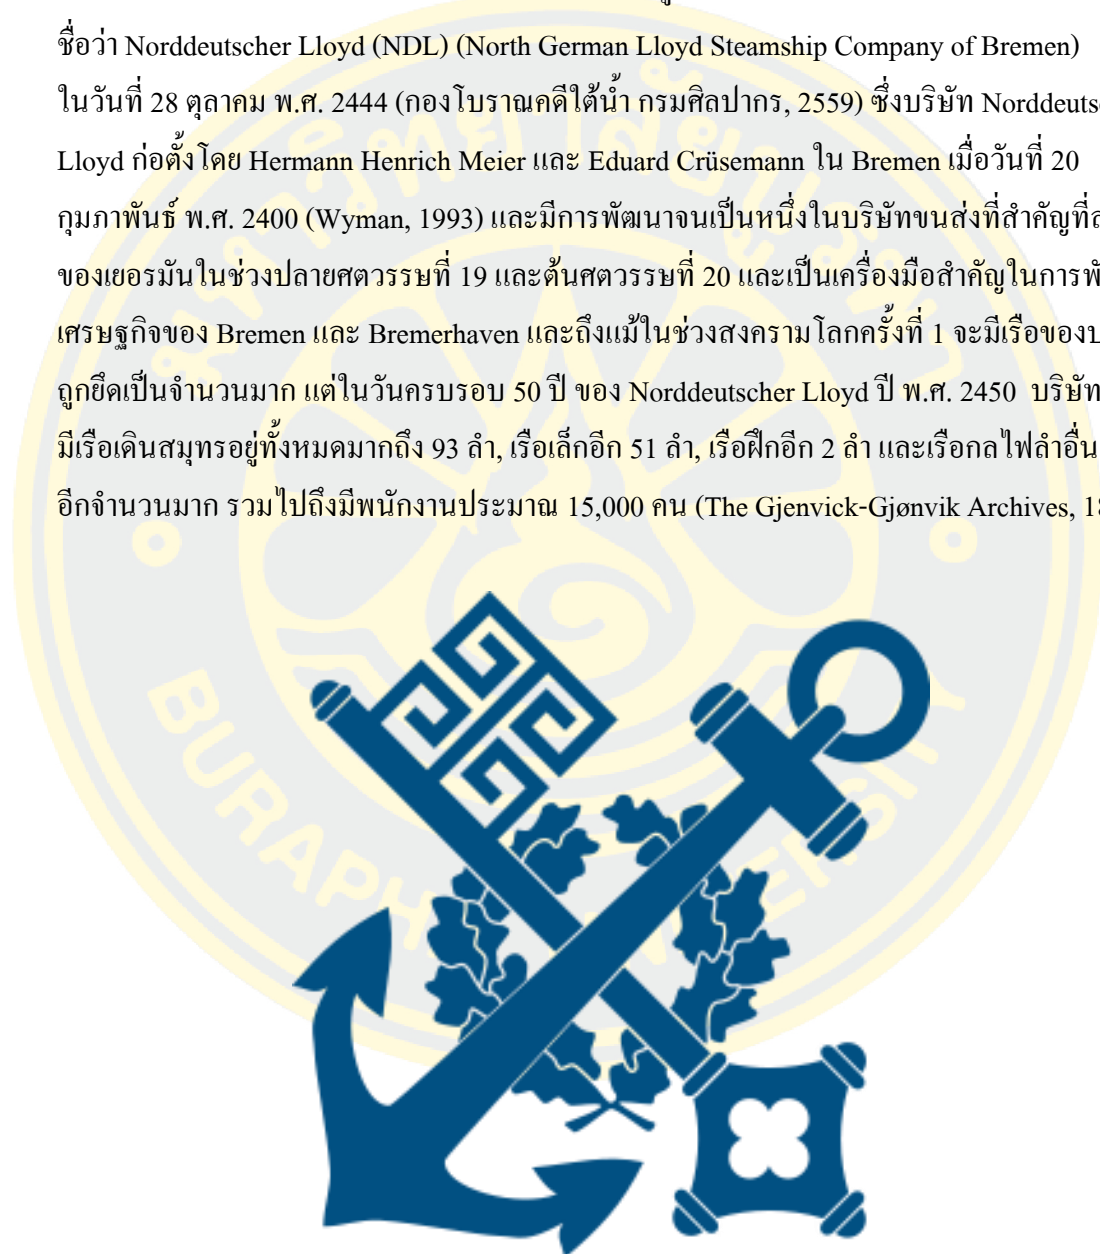 ชื่อว่า Norddeutscher Lloyd (NDL) (North German Lloyd Steamship Company of Bremen)
ในวันที่ 28 ตุลาคม พ.ศ. 2444 (กองโบราณคดีใต้น้ำ กรมศิลปากร, 2559) ซึ่งบริษัท
Lloyd ก่อตั้งโดย Hermann Henrich Meier และ Eduard Crüsemann ใน Bremen เมื่อวันที่ 20
กุมภาพันธ์ พ.ศ. 2400 (Wyman, 1993) และมีการพัฒนาจนเป็นหนึ่งในบริษัทขนส่งที่สำคัญ
ของเยอรมันในช่วงปลายศตวรรษที่ 19 และต้นศตวรรษที่ 20 และเป็นเครื่องมือสำคัญในการ
เศรษฐกิจของ Bremen และ Bremerhaven และถึงแม้ในช่วงสงครามโลกครั้งที่ 1 จะมีเรือของ
ถูกยึดเป็นจำนวนมาก แต่ในวันครบรอบ 50 ปี ของ Norddeutscher Lloyd ปี พ.ศ. 2450 บริษัท
มีเรือเดินสมุทรอยู่ทั้งหมดมากถึง 93 ลำ, เรือเล็กอีก 51 ลำ, เรือฝึกอีก 2 ลำ และเรือกลไฟลำอื่น
อีกจำนวนมาก รวมไปถึงมีพนักงานประมาณ 15,000 คน (The Gjenvick-Gjønvik Archives,
มหาวิทยาลัยบูรพา
BURAPHA UNIVERSITY